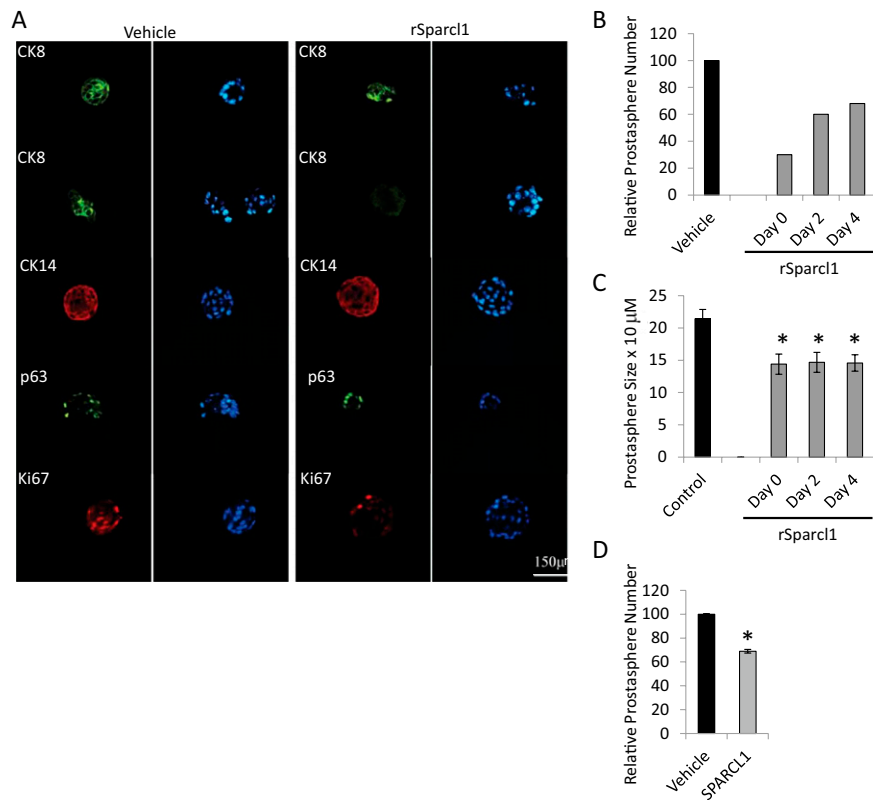 A
Vehicle
rSparcl1
CK8
CK8
CK8
CK8
CK14
CK14
p63
p63
Ki67
Ki67
150μ
B
Relative Prostasphere Number
120
100
80
60
40
20
0
Vehicle
Day 0
Day 2
Day 4
rSparcl1
C
Prostasphere Size x 10 μM
25
20
15
10
5
0
* * *
Control
Day 0
Day 2
Day 4
rSparcl1
D
Relative Prostasphere Number
120
100
80
60
40
20
0
*
Vehicle
SPARCL1